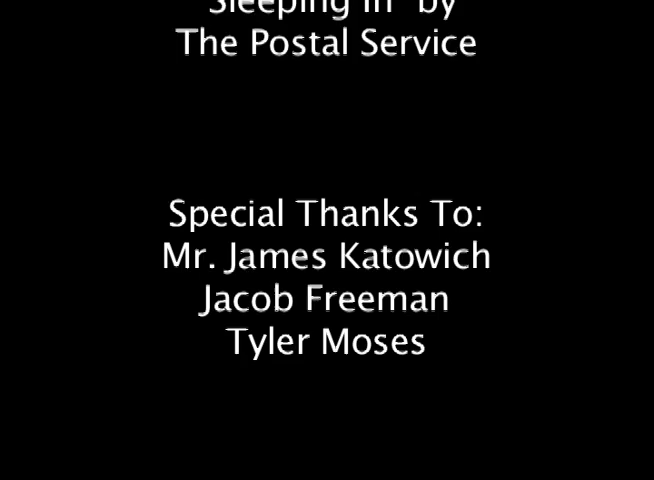 "Sleeping In" by
The Postal Service
Special Thanks To:
Mr. James Katowich
Jacob Freeman
Tyler Moses